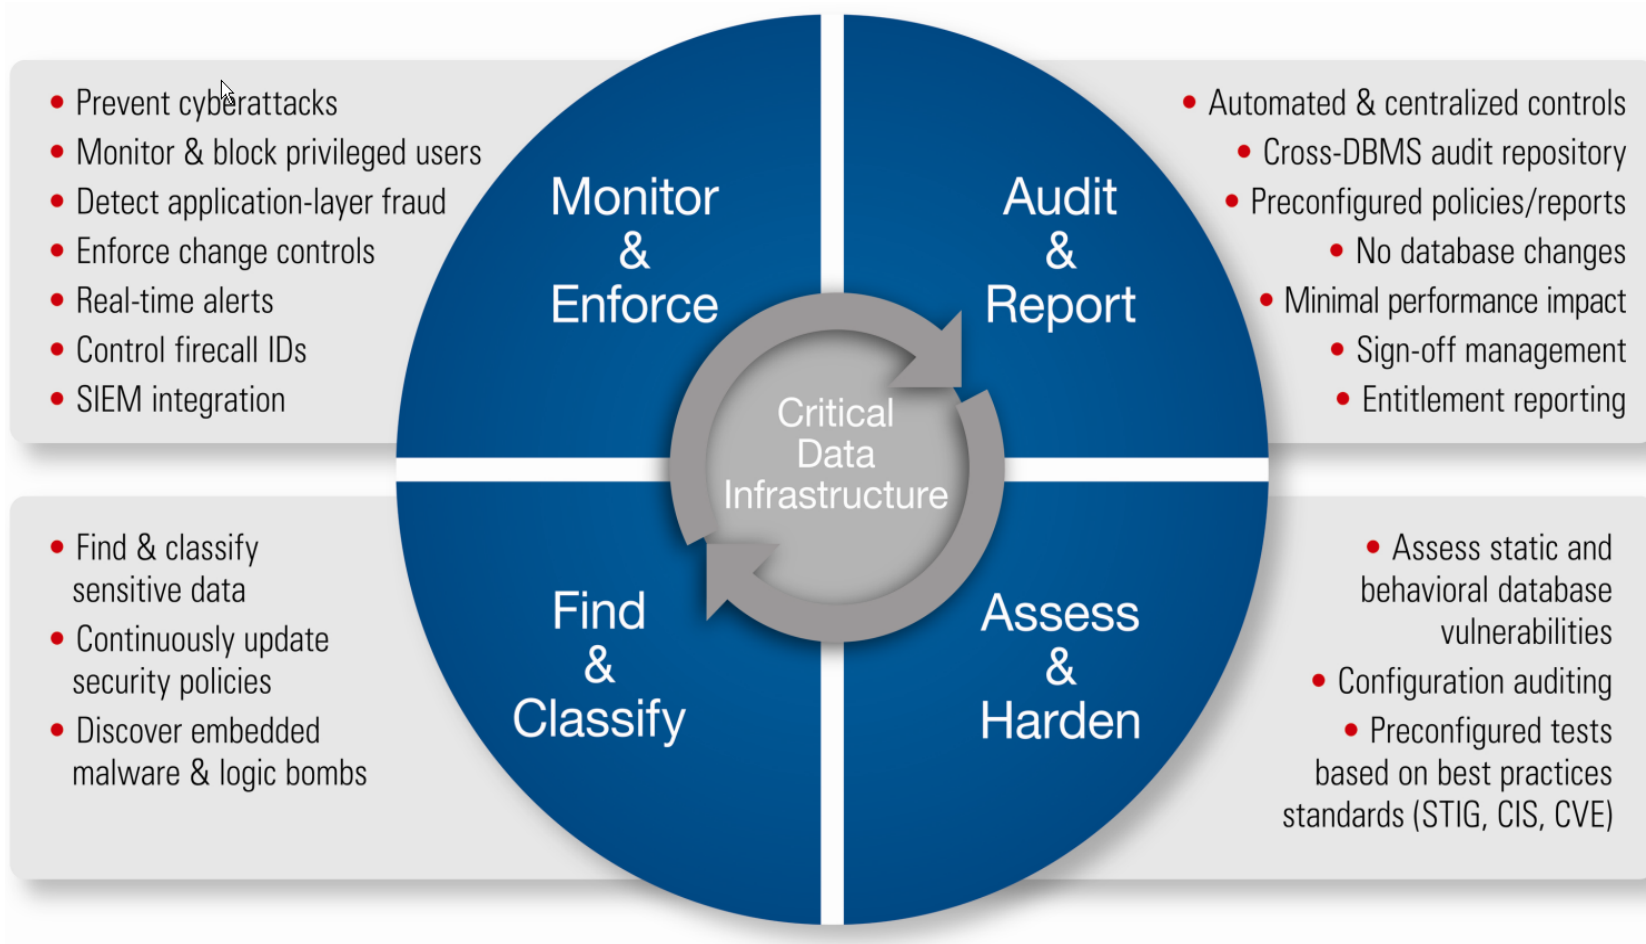 • Prevent cyberattacks
• Monitor & block privileged users
• Detect application-layer fraud
• Enforce change controls
• Real-time alerts
• Control firecall IDs
• SIEM integration
Monitor
&
Enforce
Audit
&
Report
• Automated & centralized controls
• Cross-DBMS audit repository
• Preconfigured policies/reports
• No database changes
• Minimal performance impact
• Sign-off management
• Entitlement reporting
Critical
Data
Infrastructure
• Find & classify
sensitive data
• Continuously update
security policies
• Discover embedded
malware & logic bombs
Find
&
Classify
Assess
&
Harden
• Assess static and
behavioral database
vulnerabilities
• Configuration auditing
• Preconfigured tests
based on best practices
standards (STIG, CIS, CVE)